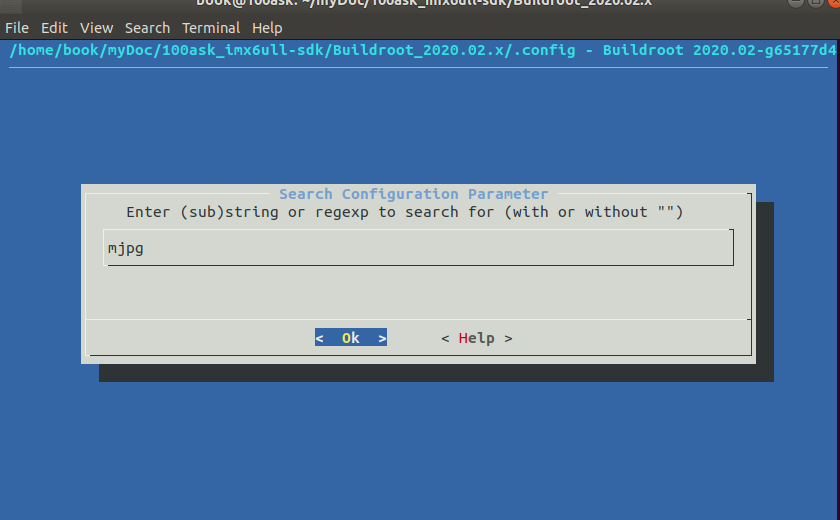 book@100ask: ~/myDoc/100ask_imx6ull-sdk/Buildroot_2020.02.x
File Edit View Search Terminal Help
/home/book/myDoc/100ask_imx6ull-sdk/Buildroot_2020.02.x/.config - Buildroot 2020.02-g65177d4
Search Configuration Parameter
Enter (sub)string or regexp to search for (with or without "")
mjpg
< Ok > < Help >